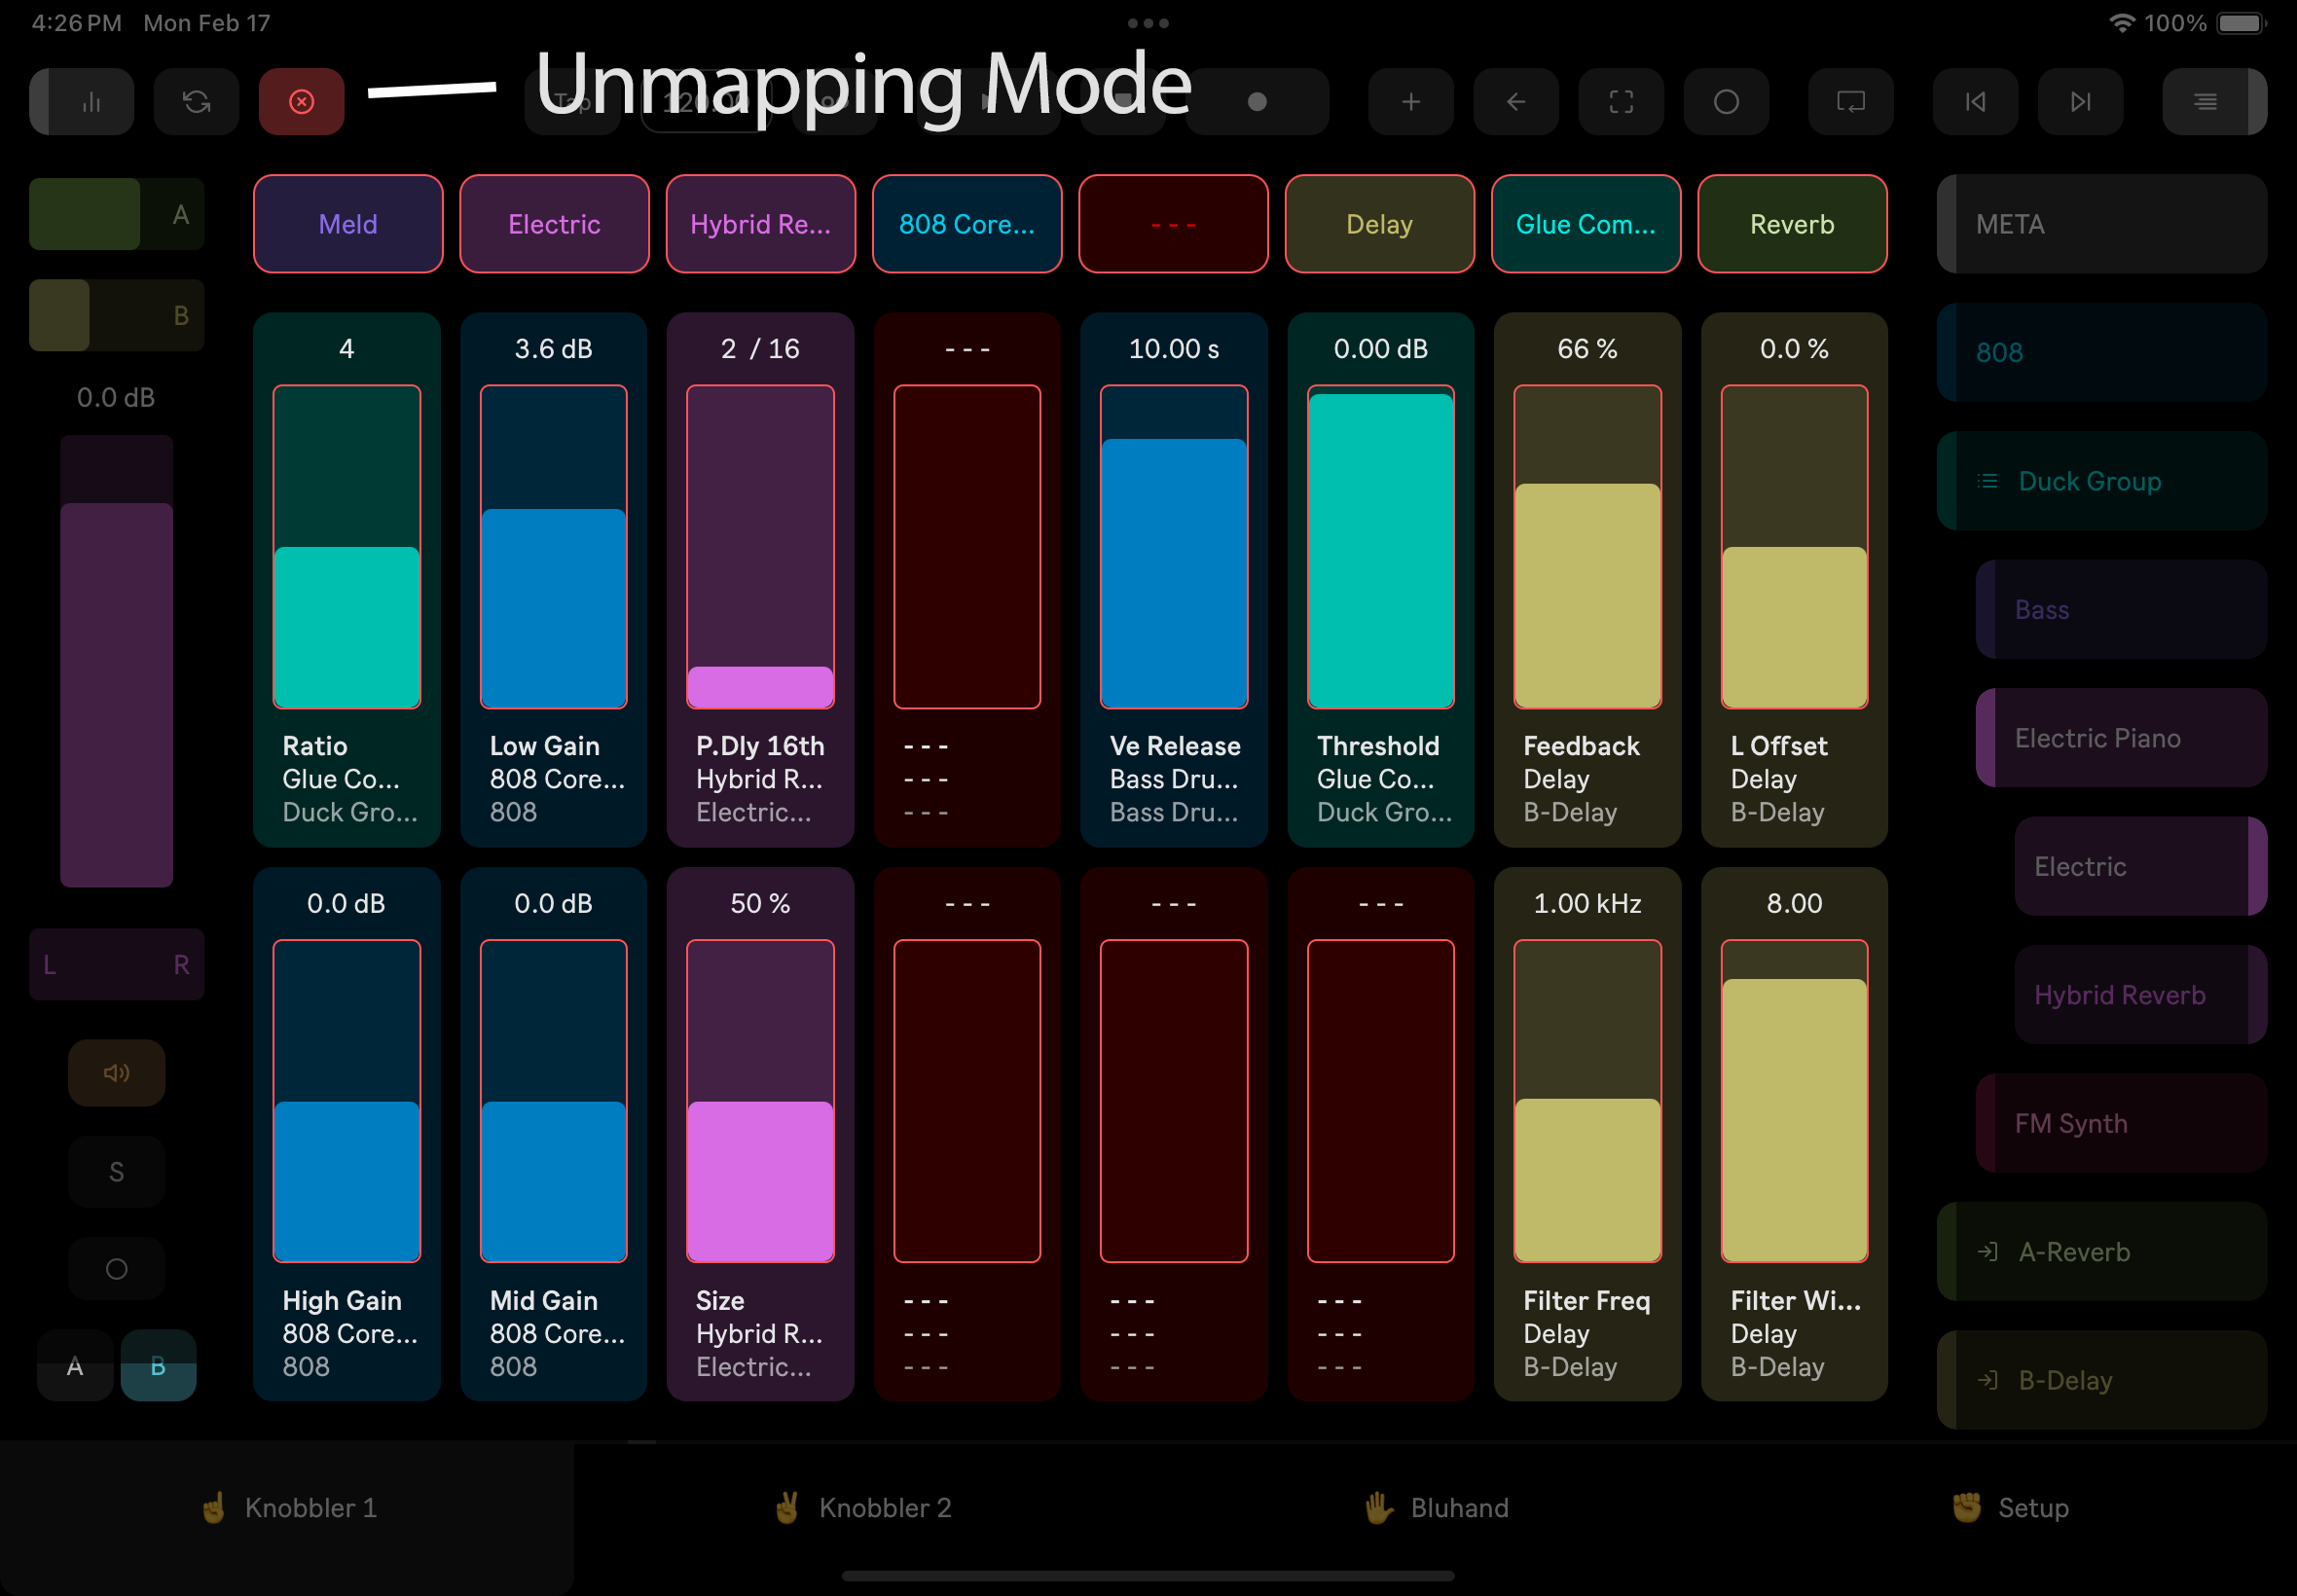 4:26 PM Mon Feb 17
100%
Unmapping Mode
Tap
120.00
Meld
Electric
Hybrid Re...
808 Core...
---
Delay
Glue Com...
Reverb
A
B
0.0 dB
L R
S
A
B
4
Ratio
Glue Co...
Duck Gro...
3.6 dB
Low Gain
808 Core...
808
2 / 16
P.Dly 16th
Hybrid R...
Electric...
---
---
---
---
10.00 s
Ve Release
Bass Dru...
Bass Dru...
0.00 dB
Threshold
Glue Co...
Duck Gro...
66 %
Feedback
Delay
B-Delay
0.0 %
L Offset
Delay
B-Delay
0.0 dB
High Gain
808 Core...
808
0.0 dB
Mid Gain
808 Core...
808
50 %
Size
Hybrid R...
Electric...
---
---
---
---
---
---
---
---
---
---
---
---
1.00 kHz
Filter Freq
Delay
B-Delay
8.00
Filter Wi...
Delay
B-Delay
META
808
Duck Group
Bass
Electric Piano
Electric
Hybrid Reverb
FM Synth
A-Reverb
B-Delay
Knobbler 1
Knobbler 2
Bluhand
Setup